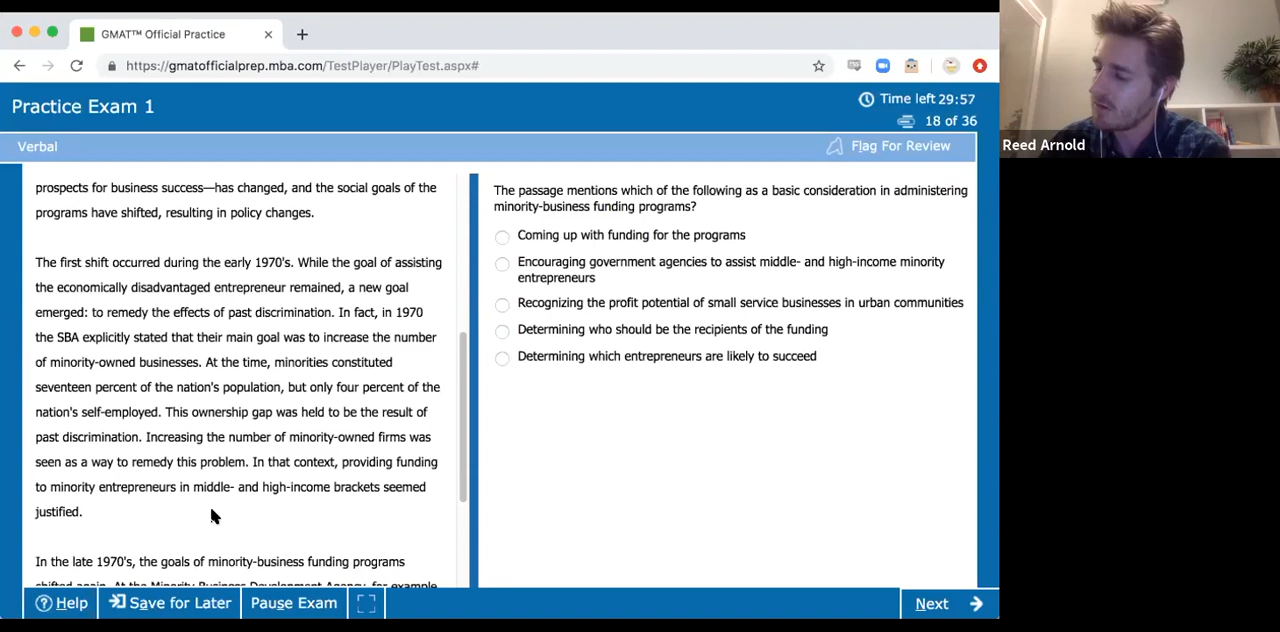 GMAT™ Official Practice
https://gmatofficialprep.mba.com/TestPlayer/PlayTest.aspx#
Practice Exam 1
Time left 29:57
18 of 36
Verbal
Flag For Review
prospects for business success—has changed, and the social goals of the
programs have shifted, resulting in policy changes.
The first shift occurred during the early 1970's. While the goal of assisting
the economically disadvantaged entrepreneur remained, a new goal
emerged: to remedy the effects of past discrimination. In fact, in 1970
the SBA explicitly stated that their main goal was to increase the number
of minority-owned businesses. At the time, minorities constituted
seventeen percent of the nation's population, but only four percent of the
nation's self-employed. This ownership gap was held to be the result of
past discrimination. Increasing the number of minority-owned firms was
seen as a way to remedy this problem. In that context, providing funding
to minority entrepreneurs in middle- and high-income brackets seemed
justified.
In the late 1970's, the goals of minority-business funding programs
shifted again. At the Minority Business Development Agency, for example
The passage mentions which of the following as a basic consideration in administering
minority-business funding programs?
Coming up with funding for the programs
Encouraging government agencies to assist middle- and high-income minority
entrepreneurs
Recognizing the profit potential of small service businesses in urban communities
Determining who should be the recipients of the funding
Determining which entrepreneurs are likely to succeed
Help
Save for Later
Pause Exam
Next
Reed Arnold